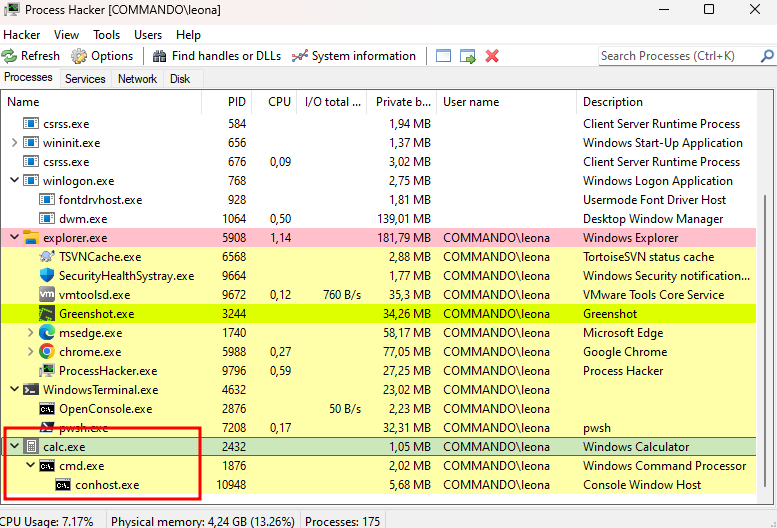 Process Hacker [COMMANDO\leona]
Hacker View Tools Users Help
Refresh Options Find handles or DLLs System information Search Processes (Ctrl+K)
Processes Services Network Disk
Name PID CPU I/O total ... Private b... User name Description
csrss.exe 584 1,94 MB Client Server Runtime Process
wininit.exe 656 1,37 MB Windows Start-Up Application
csrss.exe 676 0,09 3,02 MB Client Server Runtime Process
winlogon.exe 768 2,75 MB Windows Logon Application
fontdrvhost.exe 928 1,81 MB Usermode Font Driver Host
dwm.exe 1064 0,50 139,01 MB Desktop Window Manager
explorer.exe 5908 1,14 181,79 MB COMMANDO\leona Windows Explorer
TSVNCache.exe 6568 2,88 MB COMMANDO\leona TortoiseSVN status cache
SecurityHealthSystray.exe 9664 1,77 MB COMMANDO\leona Windows Security notification...
vm vmtoolsd.exe 9672 0,12 760 B/s 35,3 MB COMMANDO\leona VMware Tools Core Service
Greenshot.exe 3244 34,26 MB COMMANDO\leona Greenshot
msedge.exe 1740 58,17 MB COMMANDO\leona Microsoft Edge
chrome.exe 5988 0,27 77,05 MB COMMANDO\leona Google Chrome
ProcessHacker.exe 9796 0,59 27,25 MB COMMANDO\leona Process Hacker
WindowsTerminal.exe 4632 23,02 MB COMMANDO\leona
OpenConsole.exe 2876 50 B/s 2,23 MB COMMANDO\leona
pwsh.exe 7208 0,17 32,31 MB COMMANDO\leona pwsh
calc.exe 2432 1,05 MB COMMANDO\leona Windows Calculator
cmd.exe 1876 2,02 MB COMMANDO\leona Windows Command Processor
conhost.exe 10948 5,68 MB COMMANDO\leona Console Window Host
CPU Usage: 7.17% Physical memory: 4,24 GB (13.26%) Processes: 175